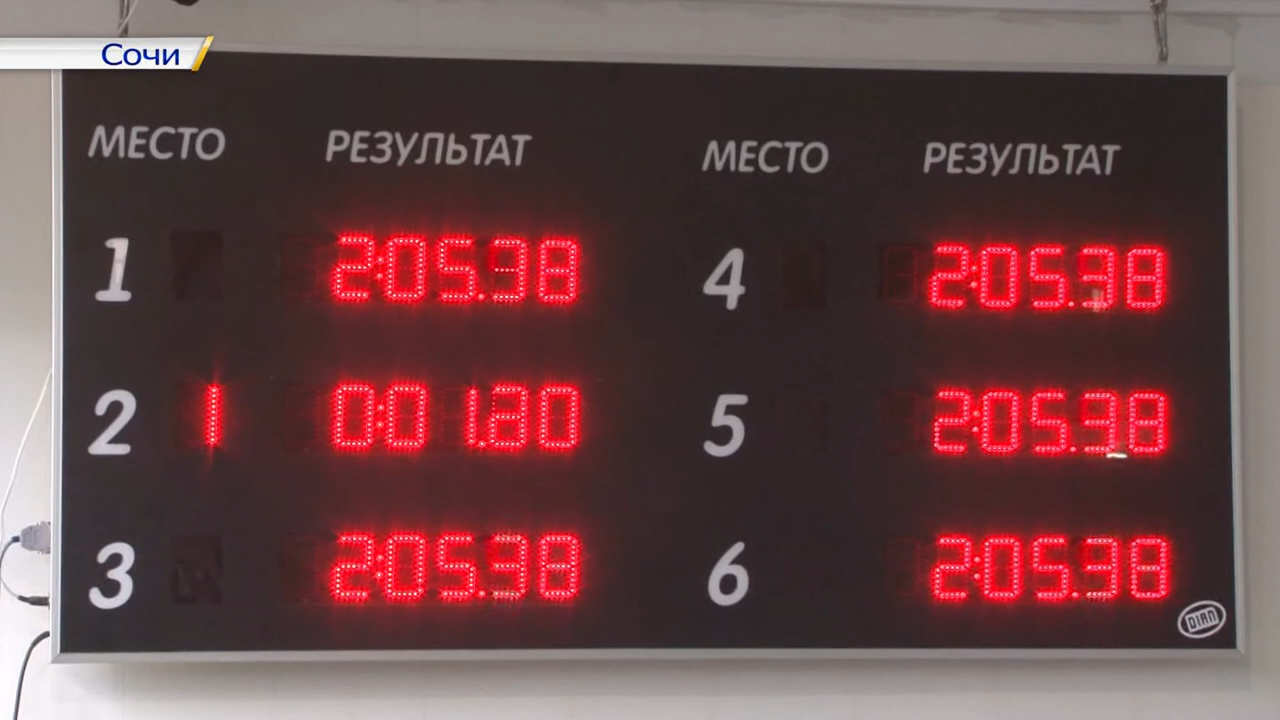 Сочи
МЕСТО РЕЗУЛЬТАТ МЕСТО РЕЗУЛЬТАТ
1 2:05.98 4 2:05.98
2 1 0:01.80 5 2:05.98
3 2:05.98 6 2:05.98
DIAN